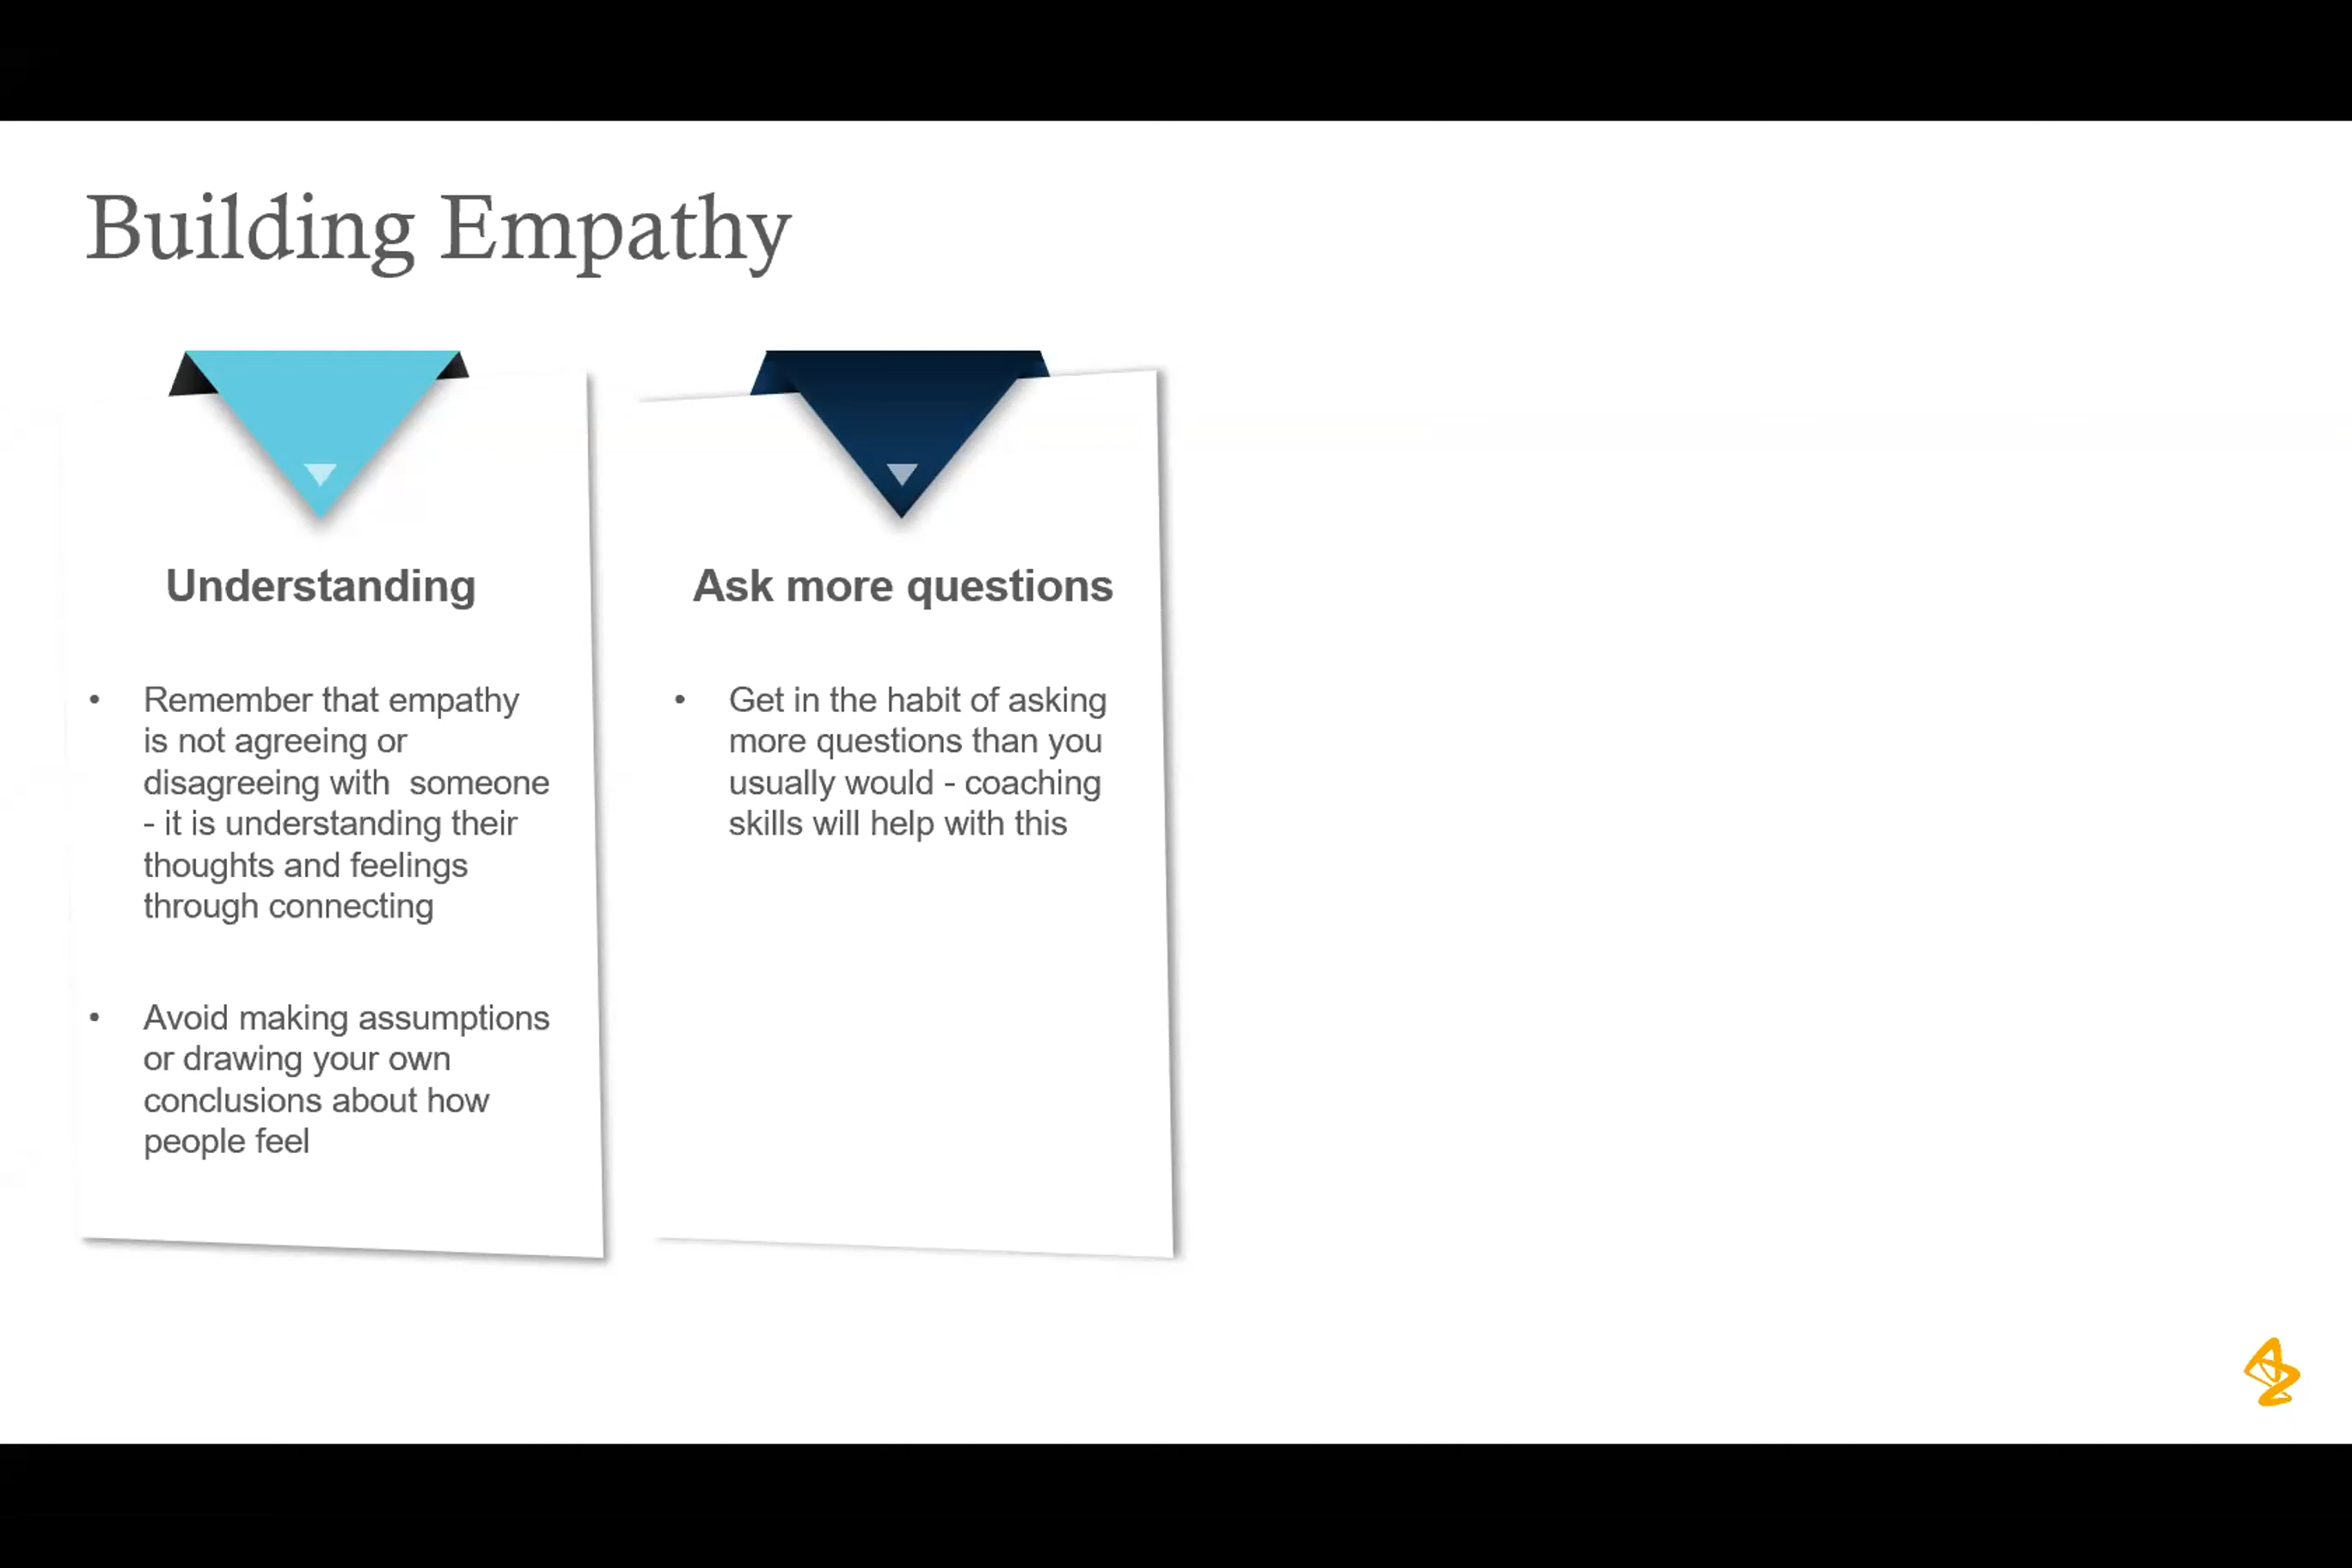 Building Empathy
Understanding
• Remember that empathy
is not agreeing or
disagreeing with  someone
- it is understanding their
thoughts and feelings
through connecting
• Avoid making assumptions
or drawing your own
conclusions about how
people feel
Ask more questions
• Get in the habit of asking
more questions than you
usually would - coaching
skills will help with this